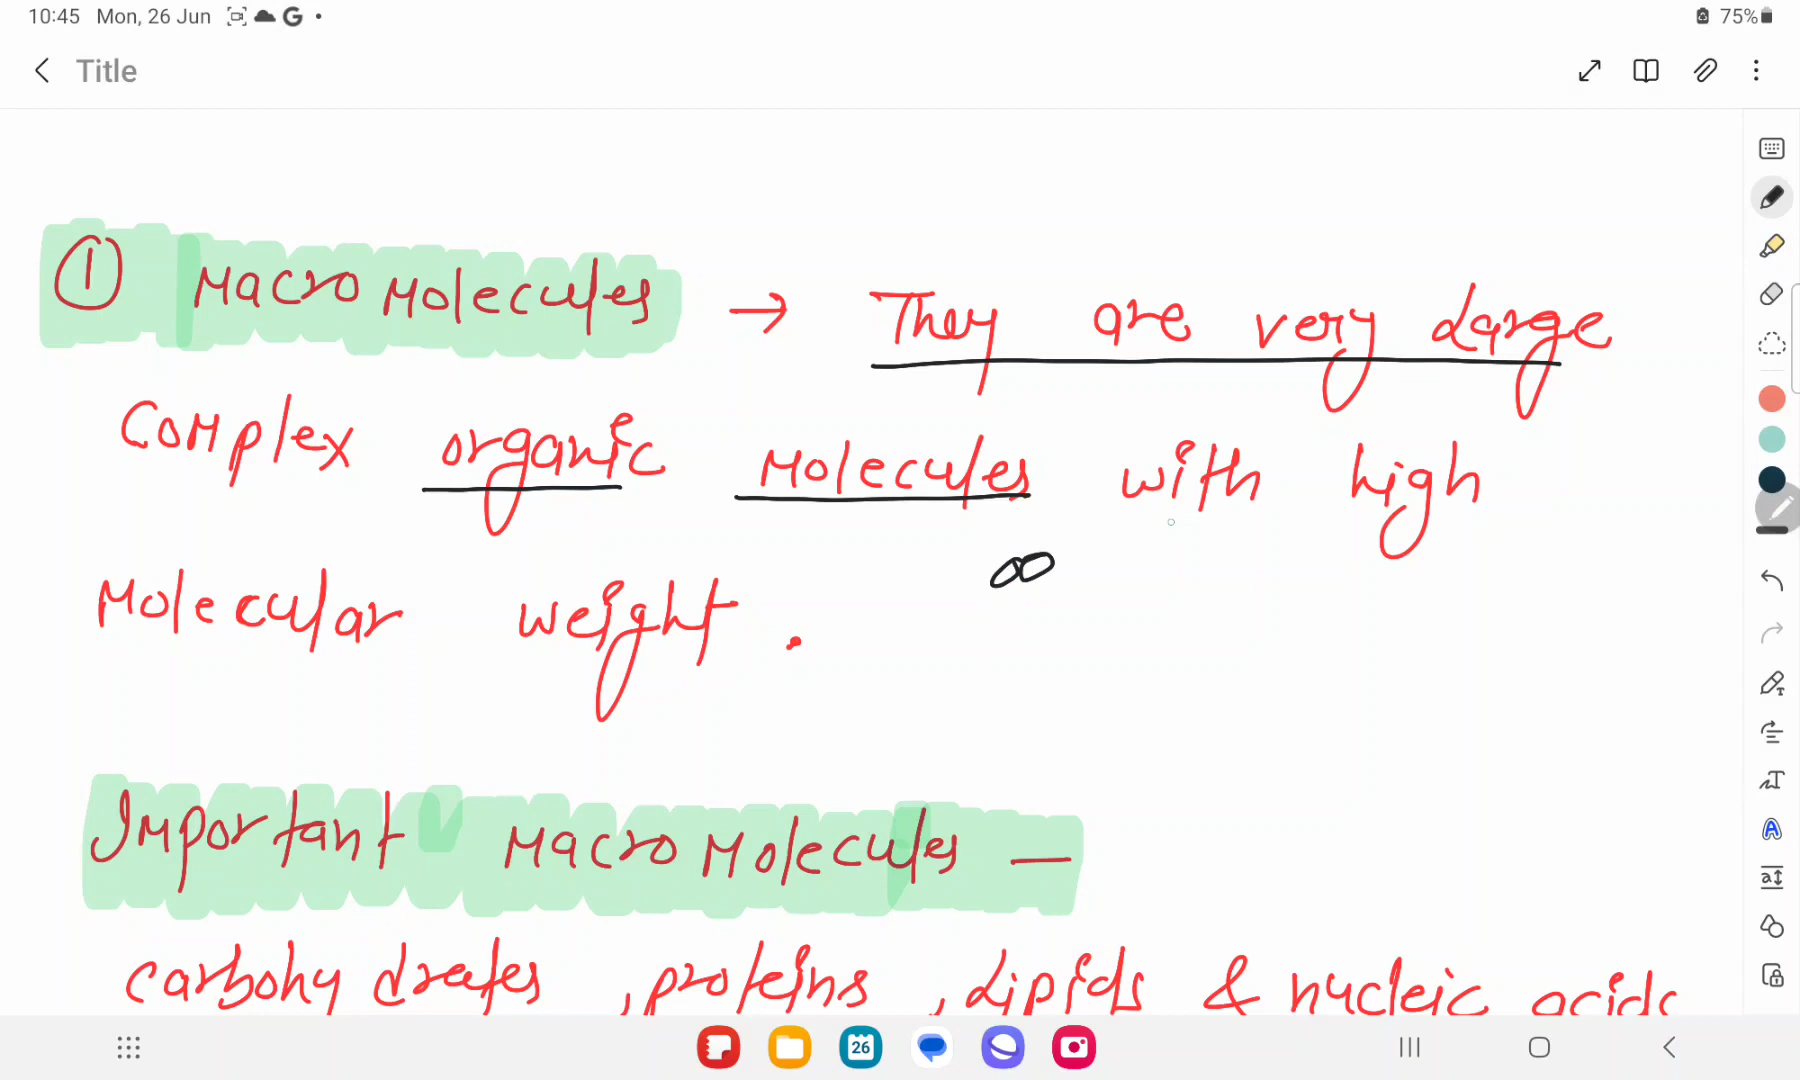 10:45 Mon, 26 Jun G 75%
Title
① Macro Molecules → They are very Large
Complex organic Molecules with high
Molecular weight .
Important Macro Molecules —
carbohydrates , proteins , Lipids & nucleic acids
26